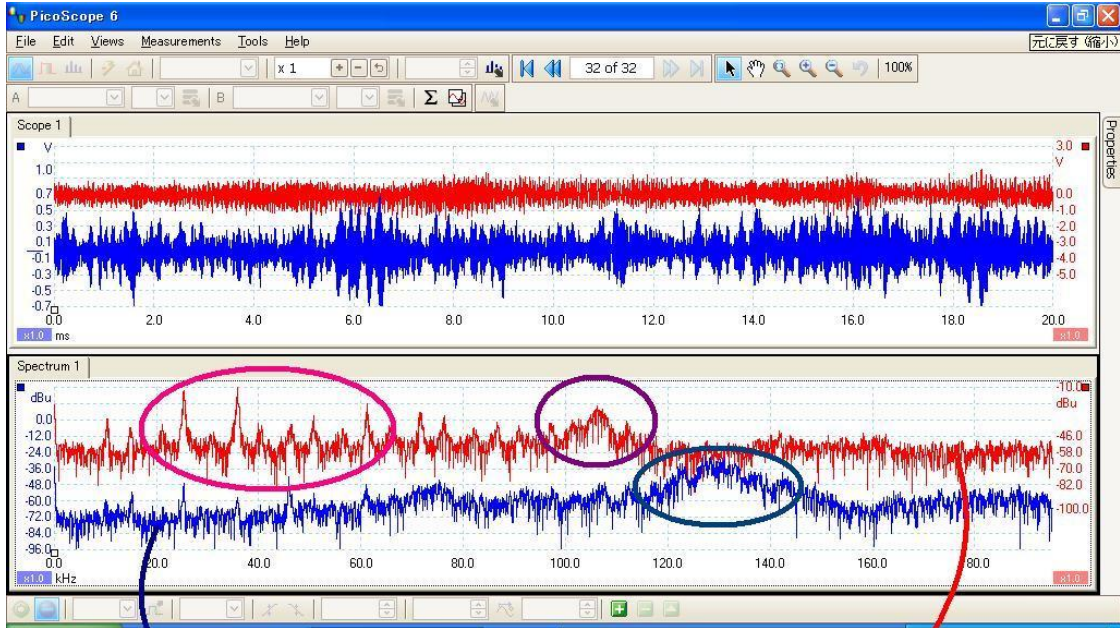 PicoScope 6
File Edit Views Measurements Tools Help
元に戻す (縮小)
x 1
32 of 32
100%
A
B
Σ
Scope 1
Properties
V
1.0
0.7
0.5
0.3
0.1
-0.1
-0.3
-0.5
-0.7
3.0
V
0.0
-1.0
-2.0
-3.0
-4.0
-5.0
0.0 2.0 4.0 6.0 8.0 10.0 12.0 14.0 16.0 18.0 20.0
x1.0 ms x1.0
Spectrum 1
dBu
0.0
-12.0
-24.0
-36.0
-48.0
-60.0
-72.0
-84.0
-96.0
-10.0
dBu
-46.0
-58.0
-70.0
-82.0
-100.0
0.0 20.0 40.0 60.0 80.0 100.0 120.0 140.0 160.0 80.0
x1.0 kHz x1.0